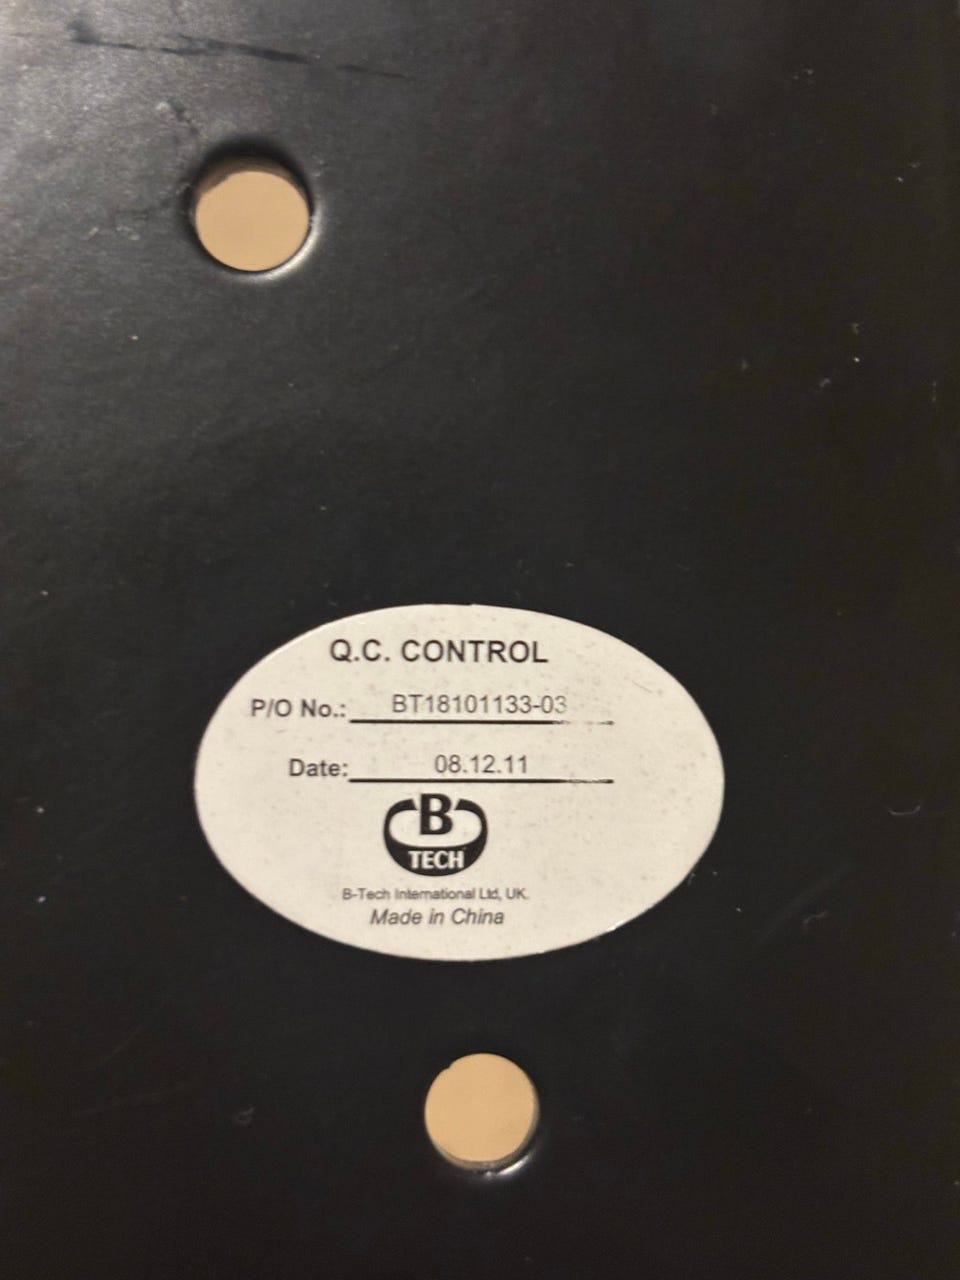 Q.C. CONTROL
P/O No.: BT18101133-03
Date: 08.12.11
B
TECH
B-Tech International Ltd, UK.
Made in China